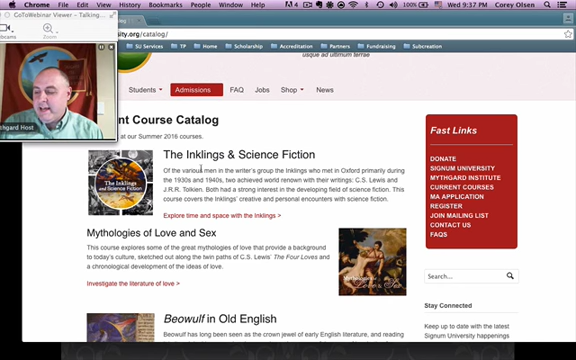 Chrome File Edit View History Bookmarks People Window Help
100% Wed 9:37 PM Corey Olsen
GoToWebinar Viewer - Talking...
sity.org/catalog/
SU Services Trips Home Scholarship Accreditation Partners Fundraising Subcreation
usque ad ultimum terrae
Students Admissions FAQ Jobs Shop News
nt Course Catalog
at our Summer 2016 courses.
The Inklings & Science Fiction
Of the various men in the writer's group the Inklings who met in Oxford primarily during
the 1930s and 1940s, two achieved world renown with their writings: C.S. Lewis and
J.R.R. Tolkien. Both had a strong interest in the developing field of science fiction. This
course covers the Inklings' creative and personal encounters with science fiction.
Explore time and space with the Inklings >
The Inklings
and Science Fiction
Mythologies of Love and Sex
This course explores some of the great mythologies of love that provide a background
to today's culture, sketched out along the twin paths of C.S. Lewis' The Four Loves and
a chronological development of the ideas of love.
Investigate the literature of love >
Mythologies of
Love & Sex
Beowulf in Old English
Beowulf has long been seen as the crown jewel of early English literature, and reading
Fast Links
DONATE
SIGNUM UNIVERSITY
MYTHGARD INSTITUTE
CURRENT COURSES
MA APPLICATION
REGISTER
JOIN MAILING LIST
CONTACT US
FAQS
Search...
Stay Connected
Keep up to date with the latest
Signum University happenings
ebcams
Zoom
ythgard Host